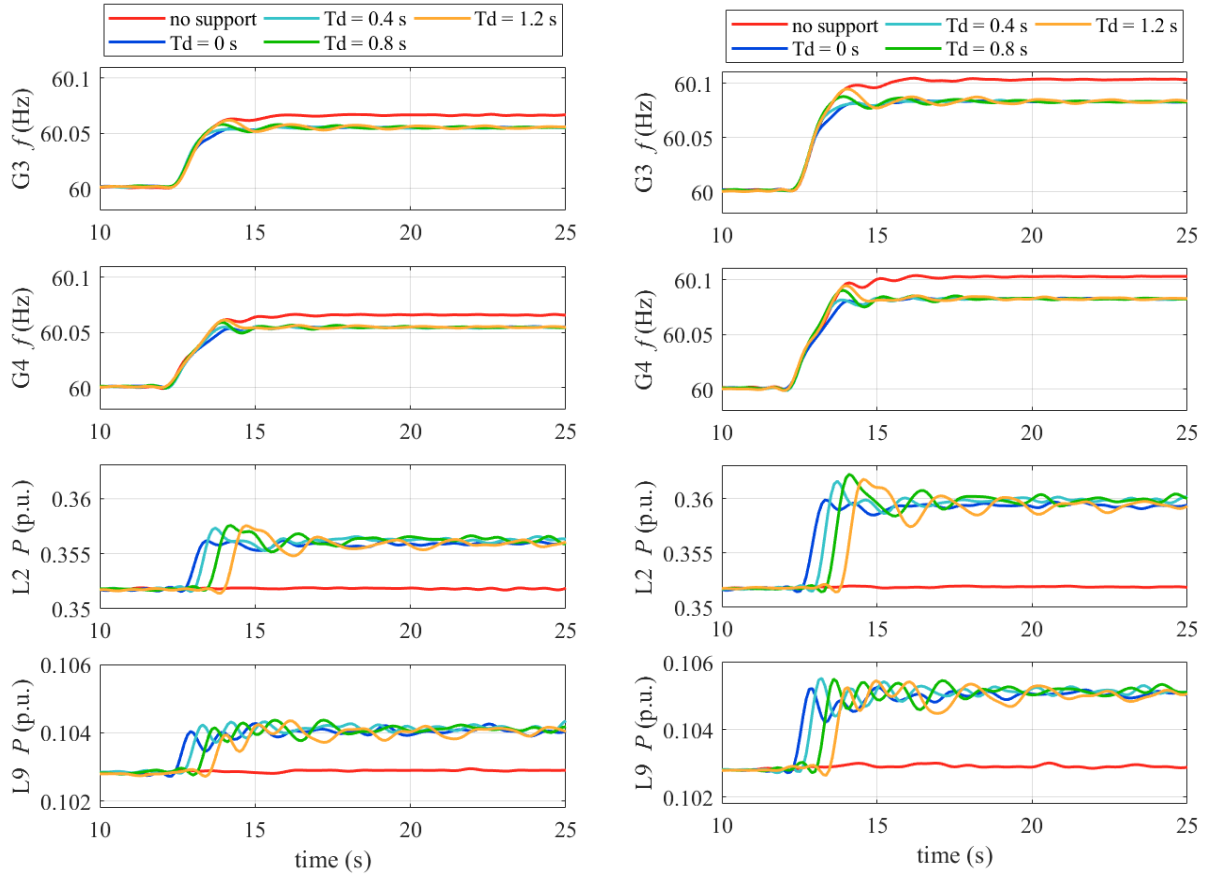 no support Td = 0.4 s Td = 1.2 s
Td = 0 s Td = 0.8 s
60.1
60.05
60
G3 f (Hz)
10 15 20 25
60.1
60.05
60
G4 f (Hz)
10 15 20 25
0.36
0.355
0.35
L2 P (p.u.)
10 15 20 25
0.106
0.104
0.102
L9 P (p.u.)
10 15 20 25
time (s)
no support Td = 0.4 s Td = 1.2 s
Td = 0 s Td = 0.8 s
60.1
60.05
60
G3 f (Hz)
10 15 20 25
60.1
60.05
60
G4 f (Hz)
10 15 20 25
0.36
0.355
0.35
L2 P (p.u.)
10 15 20 25
0.106
0.104
0.102
L9 P (p.u.)
10 15 20 25
time (s)